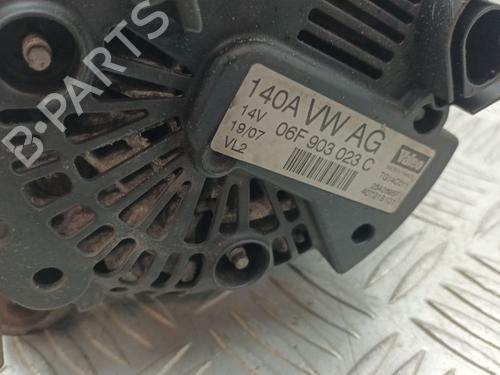 140A VW AG
14V 06F 903 023 C
19/07
VL2
Valeo
B-PARTS